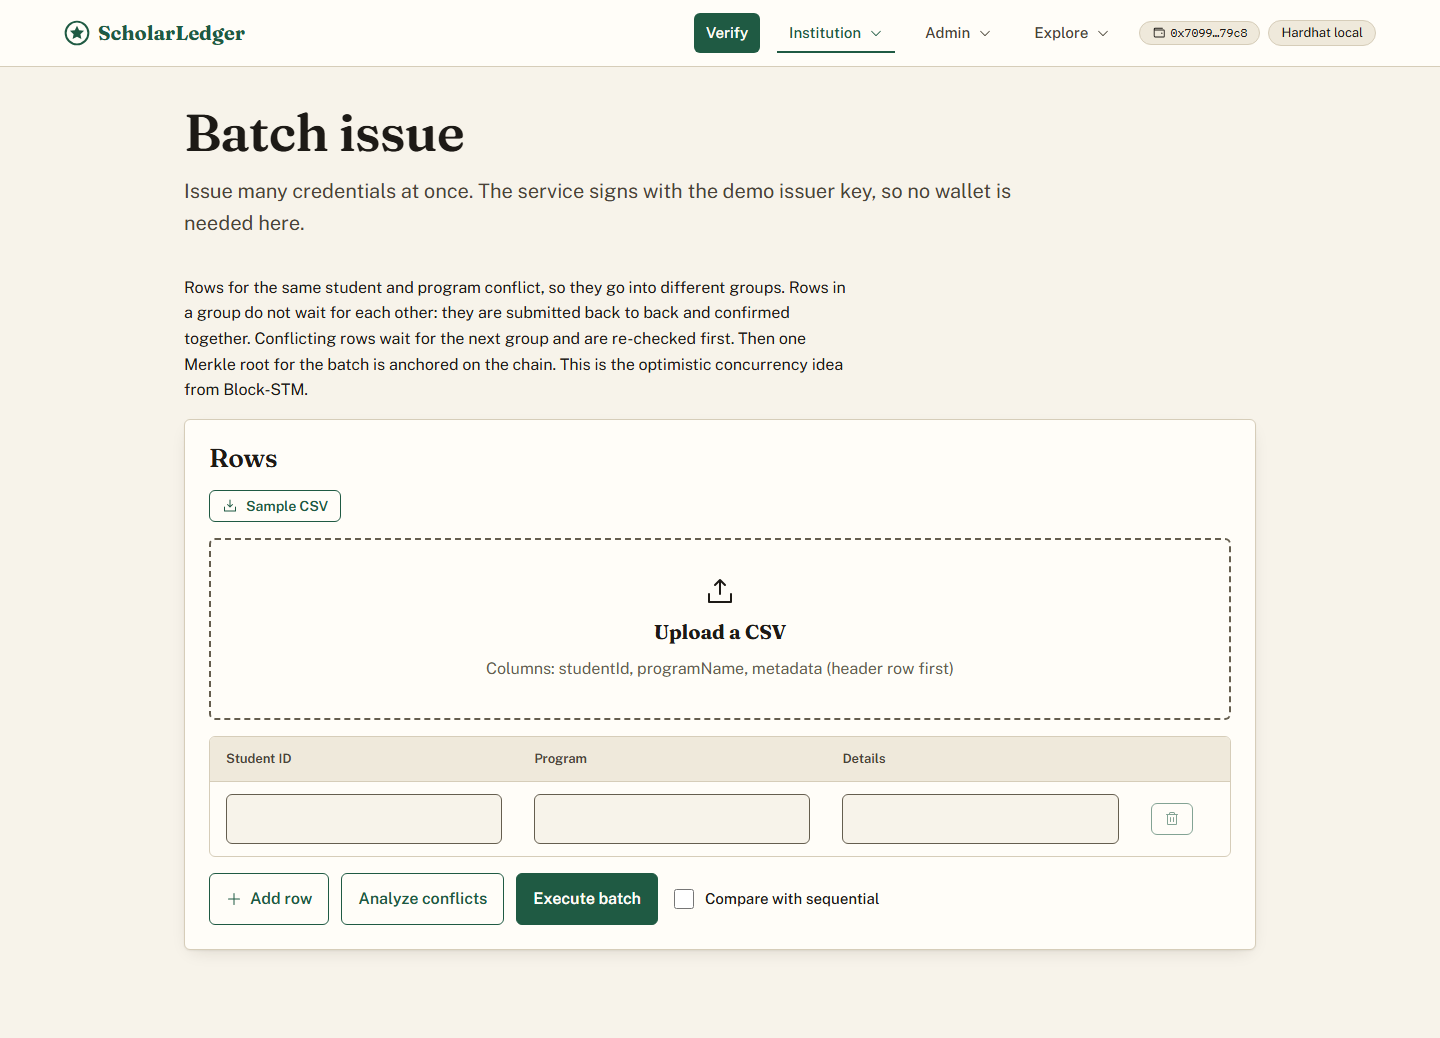 ScholarLedger
Verify
Institution
Admin
Explore
0x7099…79c8
Hardhat local
Batch issue
Issue many credentials at once. The service signs with the demo issuer key, so no wallet is
needed here.
Rows for the same student and program conflict, so they go into different groups. Rows in
a group do not wait for each other: they are submitted back to back and confirmed
together. Conflicting rows wait for the next group and are re-checked first. Then one
Merkle root for the batch is anchored on the chain. This is the optimistic concurrency idea
from Block-STM.
Rows
Sample CSV
Upload a CSV
Columns: studentId, programName, metadata (header row first)
Student ID
Program
Details
Add row
Analyze conflicts
Execute batch
Compare with sequential